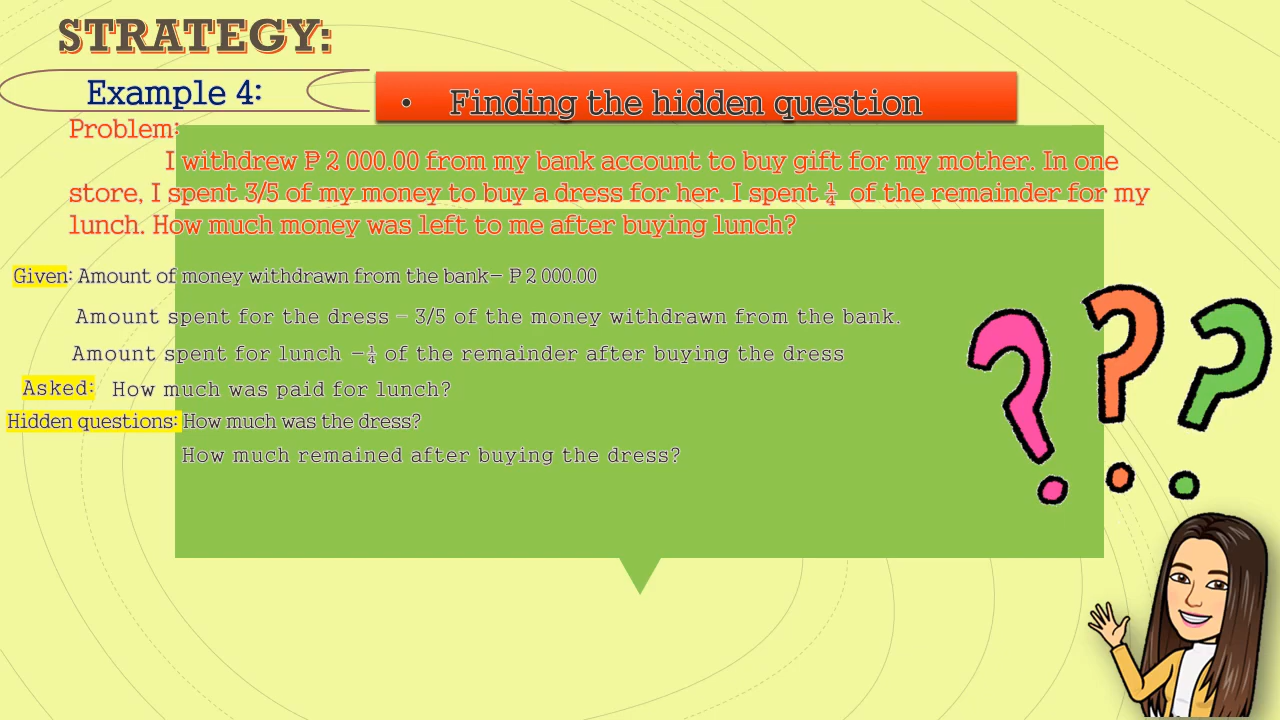 STRATEGY:
Example 4:
• Finding the hidden question
Problem:
I withdrew ₱ 2 000.00 from my bank account to buy gift for my mother. In one
store, I spent 3/5 of my money to buy a dress for her. I spent ¼ of the remainder for my
lunch. How much money was left to me after buying lunch?
Given: Amount of money withdrawn from the bank– ₱ 2 000.00
Amount spent for the dress – 3/5 of the money withdrawn from the bank.
Amount spent for lunch –¼ of the remainder after buying the dress
Asked: How much was paid for lunch?
Hidden questions: How much was the dress?
How much remained after buying the dress?